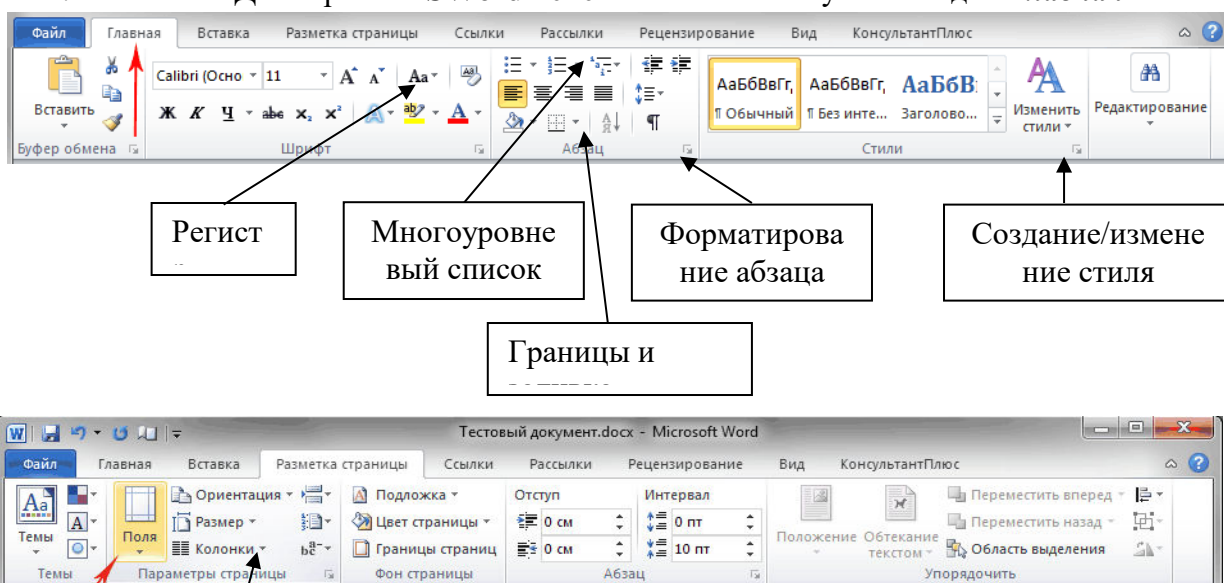 Файл Главная Вставка Разметка страницы Ссылки Рассылки Рецензирование Вид КонсультантПлюс
Вставить
Calibri (Осно 11 Aa
Ж К Ч abc x₂ x² A ab A
АаБбВвГг, АаБбВвГг, АаБбВ
¶ Обычный ¶ Без инте... Заголово...
Изменить стили
Редактирование
Буфер обмена Шрифт Абзац Стили
Регист
Многоуровне
вый список
Форматирова
ние абзаца
Создание/измене
ние стиля
Границы и
Тестовый документ.docx - Microsoft Word
Файл Главная Вставка Разметка страницы Ссылки Рассылки Рецензирование Вид КонсультантПлюс
Темы
Поля
Ориентация
Размер
Колонки
Подложка
Цвет страницы
Границы страниц
Отступ Интервал
0 см 0 пт
0 см 10 пт
Положение Обтекание текстом
Переместить вперед
Переместить назад
Область выделения
Темы Параметры страницы Фон страницы Абзац Упорядочить